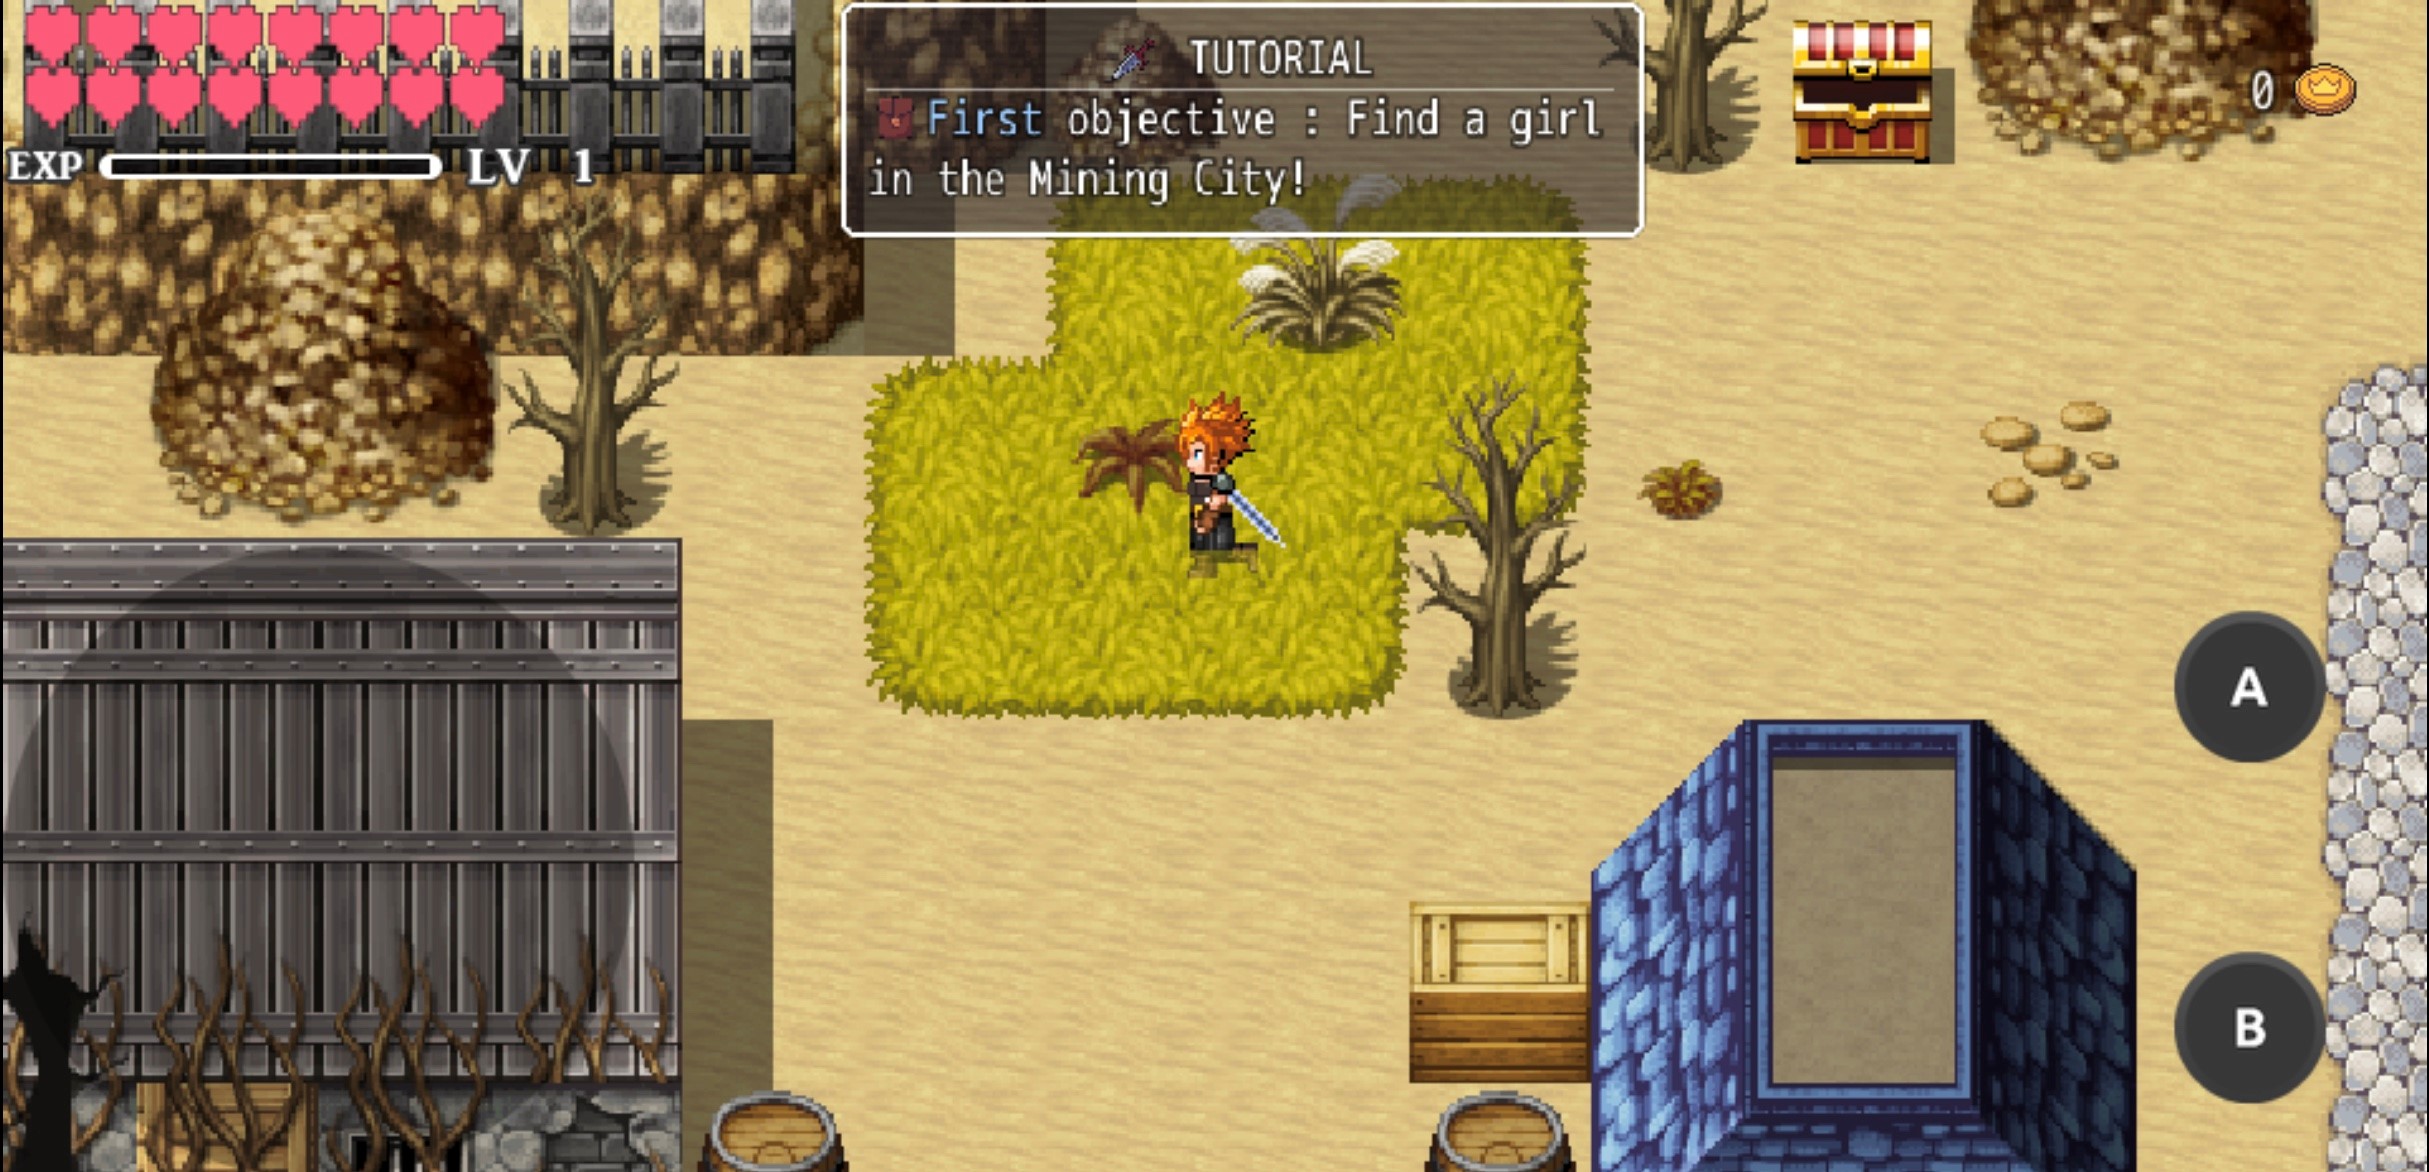 TUTORIAL
First objective : Find a girl
in the Mining City!
0
EXP LV 1
A
B